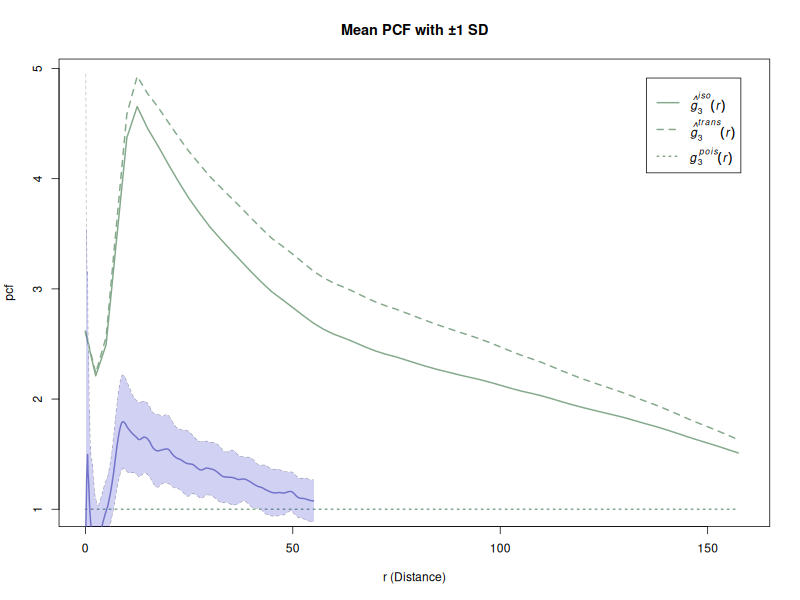 Mean PCF with ±1 SD
pcf
5
4
3
2
1
ĝ₃ⁱˢᵒ(r)
ĝ₃ᵗʳᵃⁿˢ(r)
g₃ᵖᵒⁱˢ(r)
0 50 100 150
r (Distance)